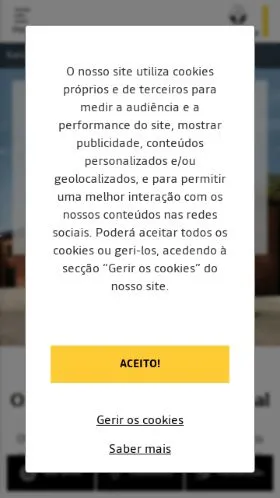 O nosso site utiliza cookies
próprios e de terceiros para
medir a audiência e a
performance do site, mostrar
publicidade, conteúdos
personalizados e/ou
geolocalizados, e para permitir
uma melhor interação com os
nossos conteúdos nas redes
sociais. Poderá aceitar todos os
cookies ou geri-los, acedendo à
secção “Gerir os cookies” do
nosso site.
ACEITO!
Gerir os cookies
Saber mais